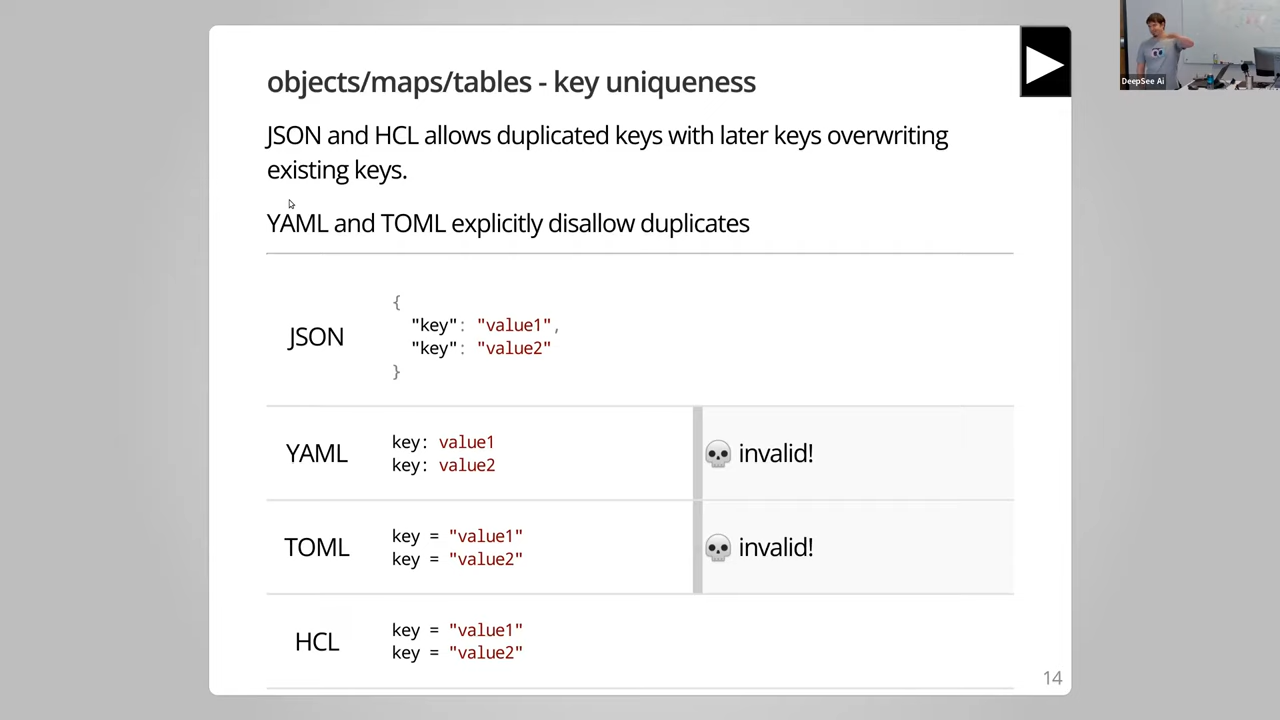 objects/maps/tables - key uniqueness
JSON and HCL allows duplicated keys with later keys overwriting
existing keys.
YAML and TOML explicitly disallow duplicates
JSON
{
"key": "value1",
"key": "value2"
}
YAML
key: value1
key: value2
invalid!
TOML
key = "value1"
key = "value2"
invalid!
HCL
key = "value1"
key = "value2"
14
DeepSee Ai